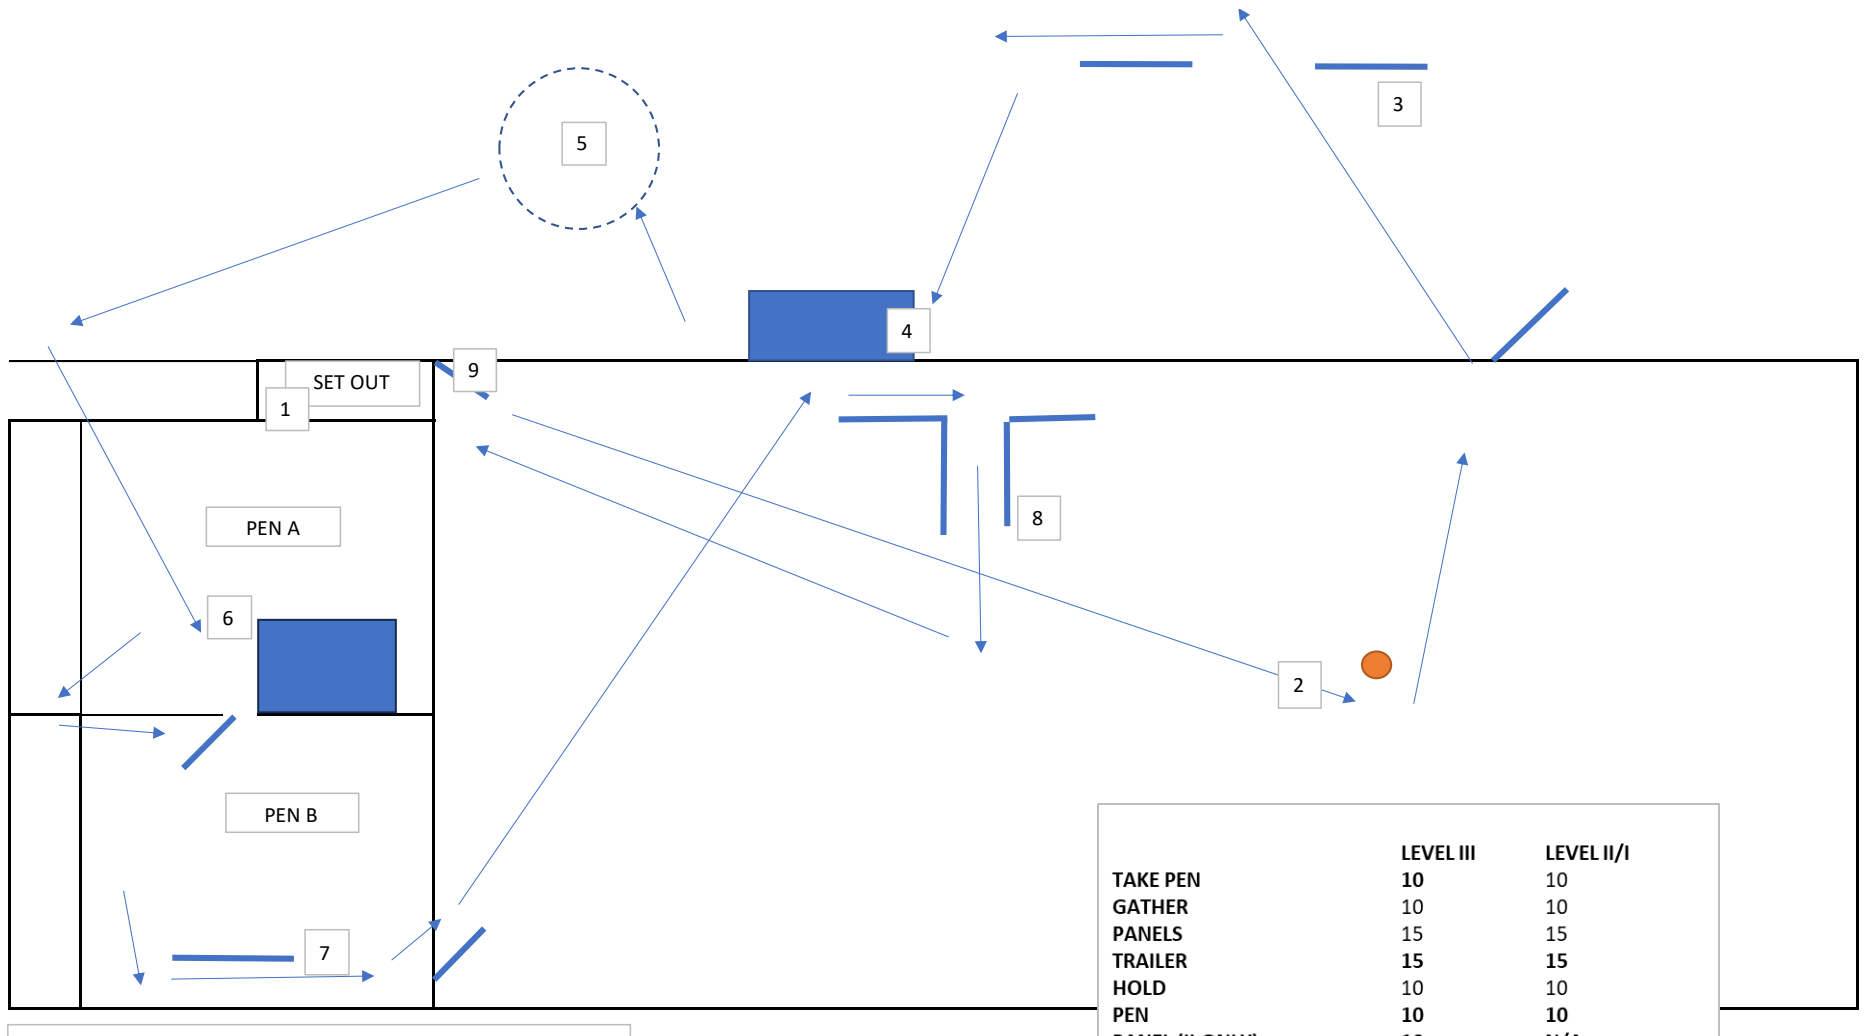 3
5
4
9
SET OUT
1
8
PEN A
6
2
PEN B
7
LEVEL III LEVEL II/I
TAKE PEN 10 10
GATHER 10 10
PANELS 15 15
TRAILER 15 15
HOLD 10 10
PEN 10 10